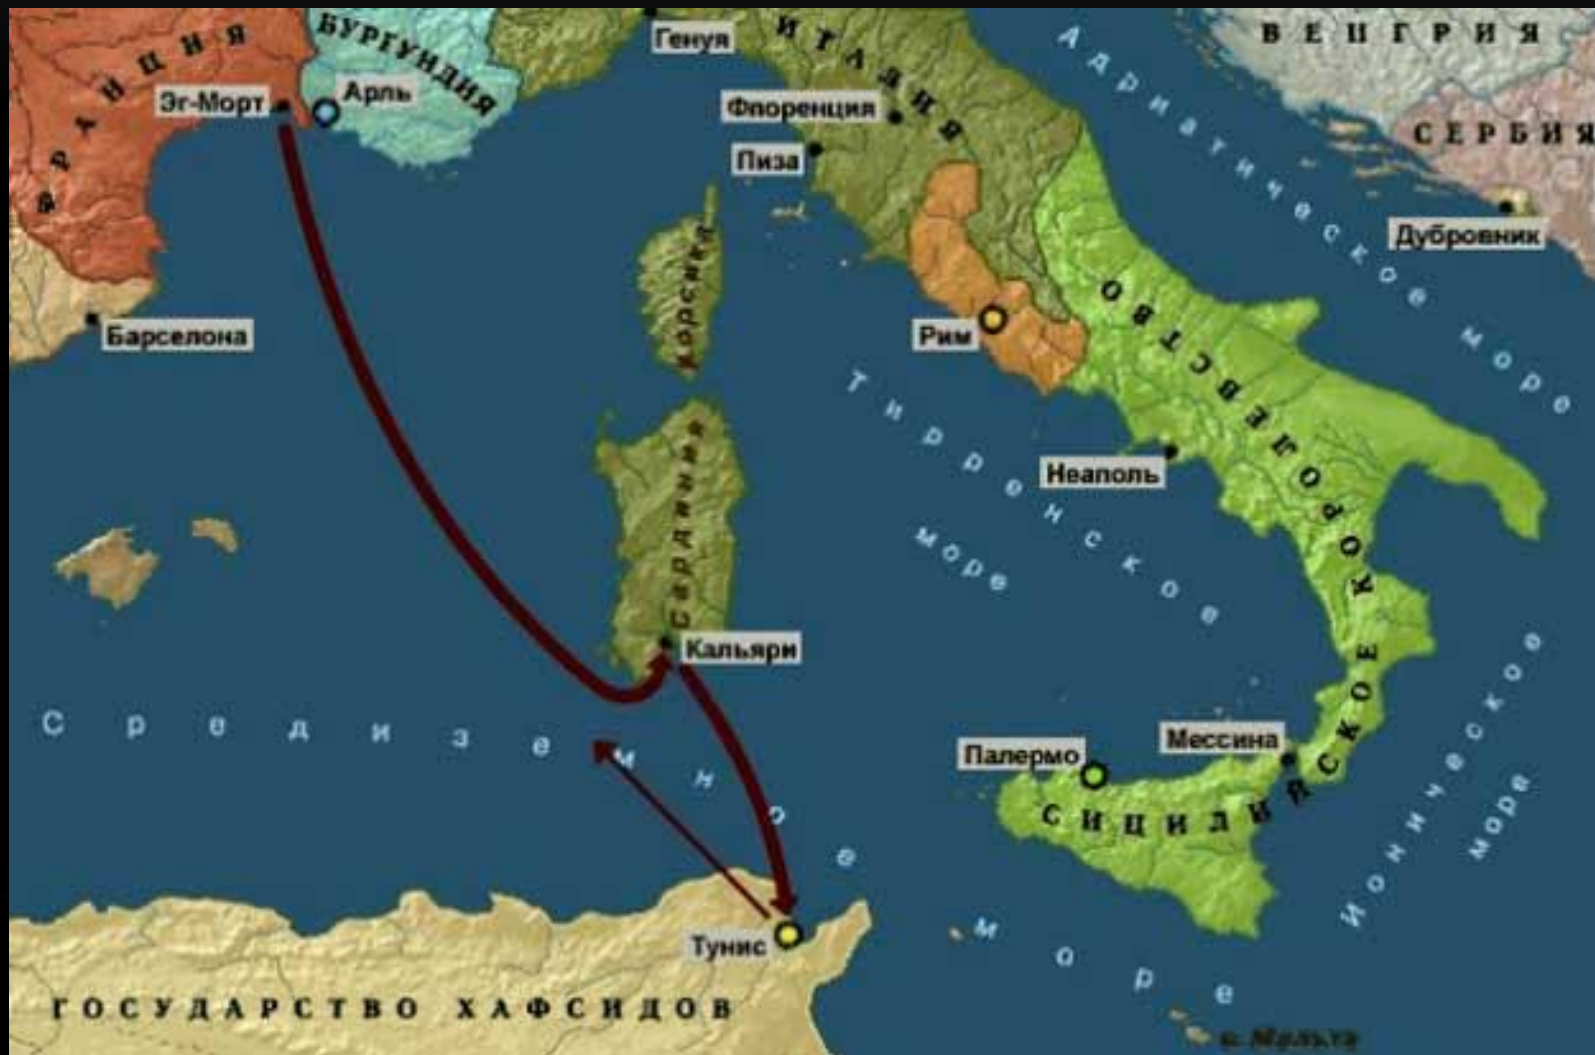 ФРАНЦИЯ
БУРГУНДИЯ
Генуя
ИТАЛИЯ
Адриатическое море
ВЕНГРИЯ
Эг-Морт
Арль
Флоренция
Пиза
СЕРБИЯ
Дубровник
Корсика
Барселона
Рим
Тирренское
море
Неаполь
Сардиния
Кальяри
СИЦИЛИЙСКОЕ КОРОЛЕВСТВО
Средиземное
море
Палермо
Мессина
Ионическое
море
Тунис
ГОСУДАРСТВО ХАФСИДОВ
о. Мальта